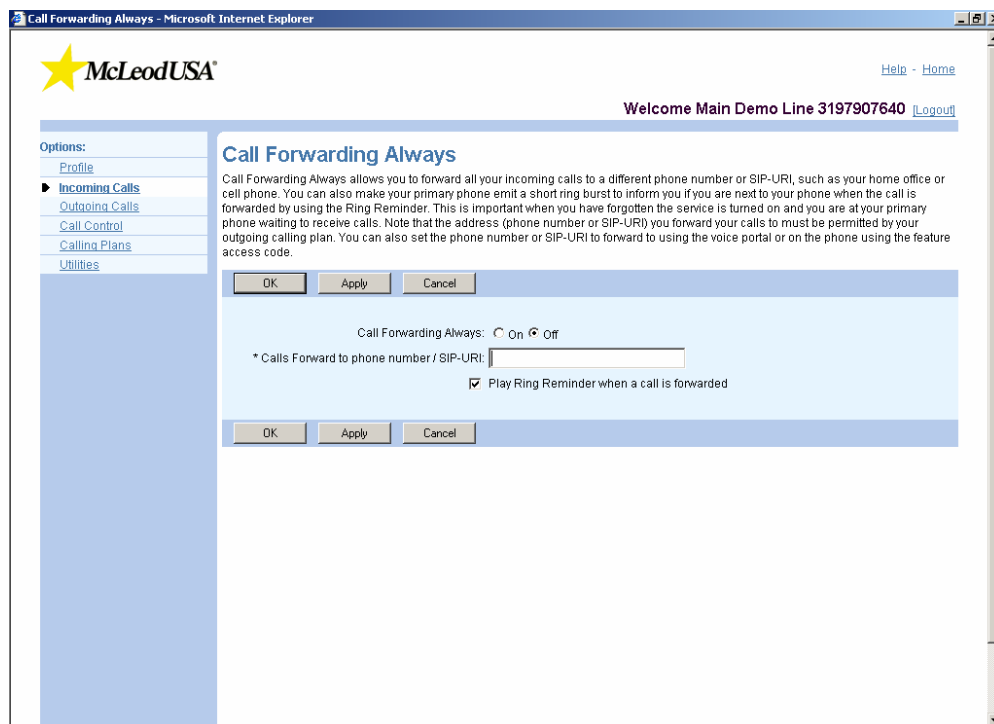 Call Forwarding Always - Microsoft Internet Explorer
McLeodUSA®
Help - Home
Welcome Main Demo Line 3197907640 [Logout]
Options:
Profile
Incoming Calls
Outgoing Calls
Call Control
Calling Plans
Utilities
Call Forwarding Always
Call Forwarding Always allows you to forward all your incoming calls to a different phone number or SIP-URI, such as your home office or
cell phone. You can also make your primary phone emit a short ring burst to inform you if you are next to your phone when the call is
forwarded by using the Ring Reminder. This is important when you have forgotten the service is turned on and you are at your primary
phone waiting to receive calls. Note that the address (phone number or SIP-URI) you forward your calls to must be permitted by your
outgoing calling plan. You can also set the phone number or SIP-URI to forward to using the voice portal or on the phone using the feature
access code.
OK Apply Cancel
Call Forwarding Always: On Off
* Calls Forward to phone number / SIP-URI:
Play Ring Reminder when a call is forwarded
OK Apply Cancel